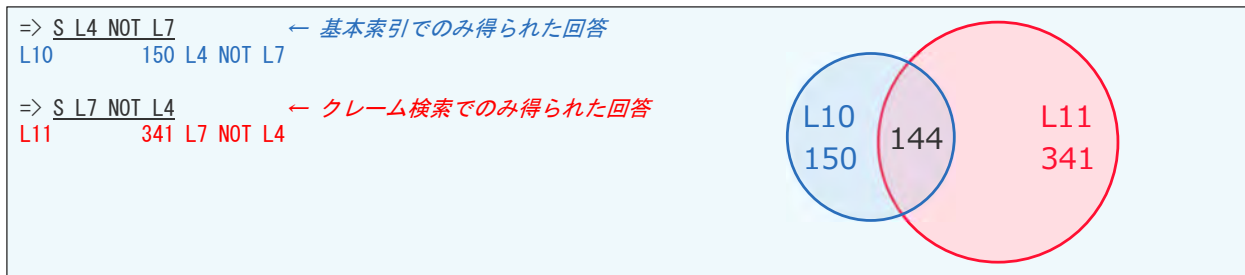 => S L4 NOT L7 ← 基本索引でのみ得られた回答
L10 150 L4 NOT L7
=> S L7 NOT L4 ← クレーム検索でのみ得られた回答
L11 341 L7 NOT L4
L10
150
144
L11
341